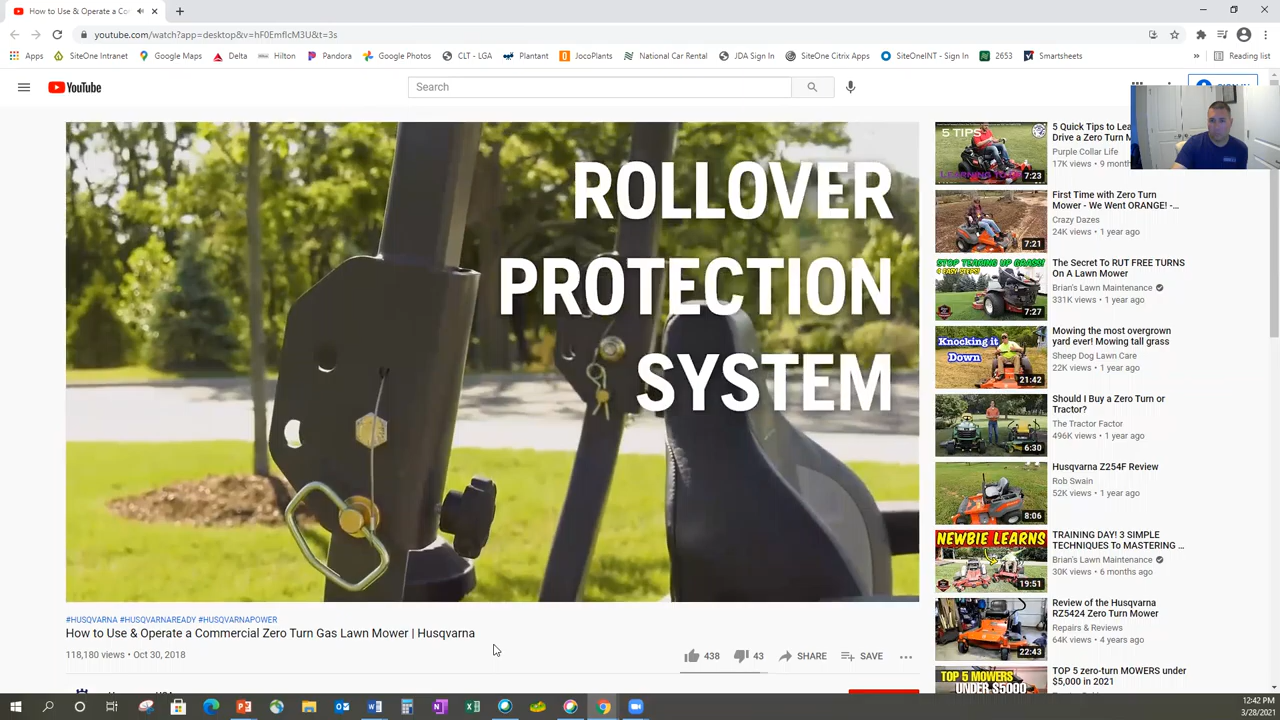 How to Use & Operate a Co
youtube.com/watch?app=desktop&v=hF0EmfIcM3U&t=3s
Apps SiteOne Intranet Google Maps Delta Hilton Pandora Google Photos CLT - LGA Plantant JocoPlants National Car Rental JDA Sign In SiteOne Citrix Apps SiteOneINT - Sign In 2653 Smartsheets » Reading list
YouTube
Search
ROLLOVER
PROTECTION
SYSTEM
#HUSQVARNA #HUSQVARNAREADY #HUSQVARNAPOWER
How to Use & Operate a Commercial Zero Turn Gas Lawn Mower | Husqvarna
118,180 views • Oct 30, 2018
438 43 SHARE SAVE
5 TIPS
7:23
5 Quick Tips to Lea
Drive a Zero Turn M
Purple Collar Life
17K views • 9 month
7:21
First Time with Zero Turn
Mower - We Went ORANGE! -...
Crazy Dazes
24K views • 1 year ago
STOP TEARING UP GRASS!
7:27
The Secret To RUT FREE TURNS
On A Lawn Mower
Brian's Lawn Maintenance
331K views • 1 year ago
Knocking it
Down
21:42
Mowing the most overgrown
yard ever! Mowing tall grass
Sheep Dog Lawn Care
22K views • 1 year ago
6:30
Should I Buy a Zero Turn or
Tractor?
The Tractor Factor
496K views • 1 year ago
8:06
Husqvarna Z254F Review
Rob Swain
52K views • 1 year ago
NEWBIE LEARNS
19:51
TRAINING DAY! 3 SIMPLE
TECHNIQUES To MASTERING ...
Brian's Lawn Maintenance
30K views • 6 months ago
22:43
Review of the Husqvarna
RZ5424 Zero Turn Mower
Repairs & Reviews
64K views • 4 years ago
TOP 5 MOWERS
UNDER $5000
TOP 5 zero-turn MOWERS under
$5,000 in 2021
12:42 PM
3/28/2021